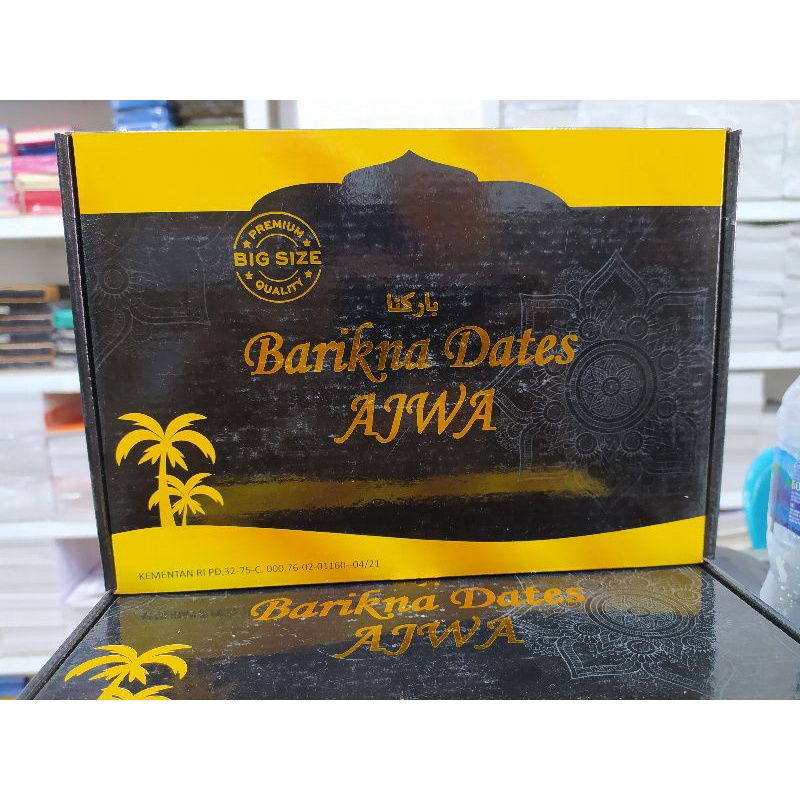 PREMIUM
BIG SIZE
QUALITY
باركنا
Barikna Dates
AJWA
KEMENTAN RI PD.32-75-C. 000.76-02-01160--04/21
Barikna Dates
AJWA